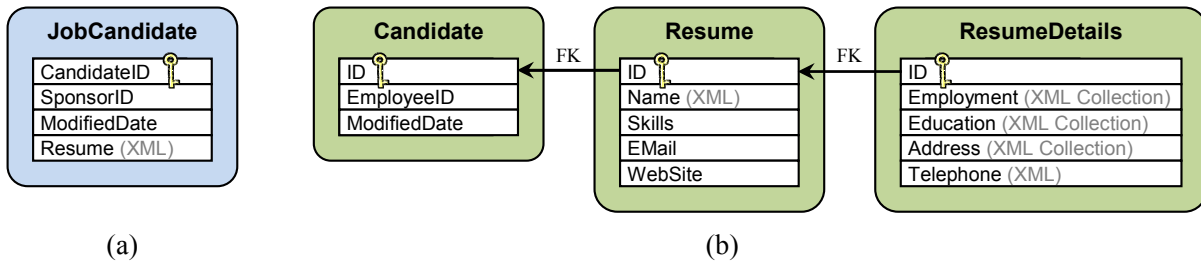 JobCandidate
CandidateID
SponsorID
ModifiedDate
Resume (XML)
(a)
Candidate
ID
EmployeeID
ModifiedDate
FK
Resume
ID
Name (XML)
Skills
EMail
WebSite
FK
ResumeDetails
ID
Employment (XML Collection)
Education (XML Collection)
Address (XML Collection)
Telephone (XML)
(b)